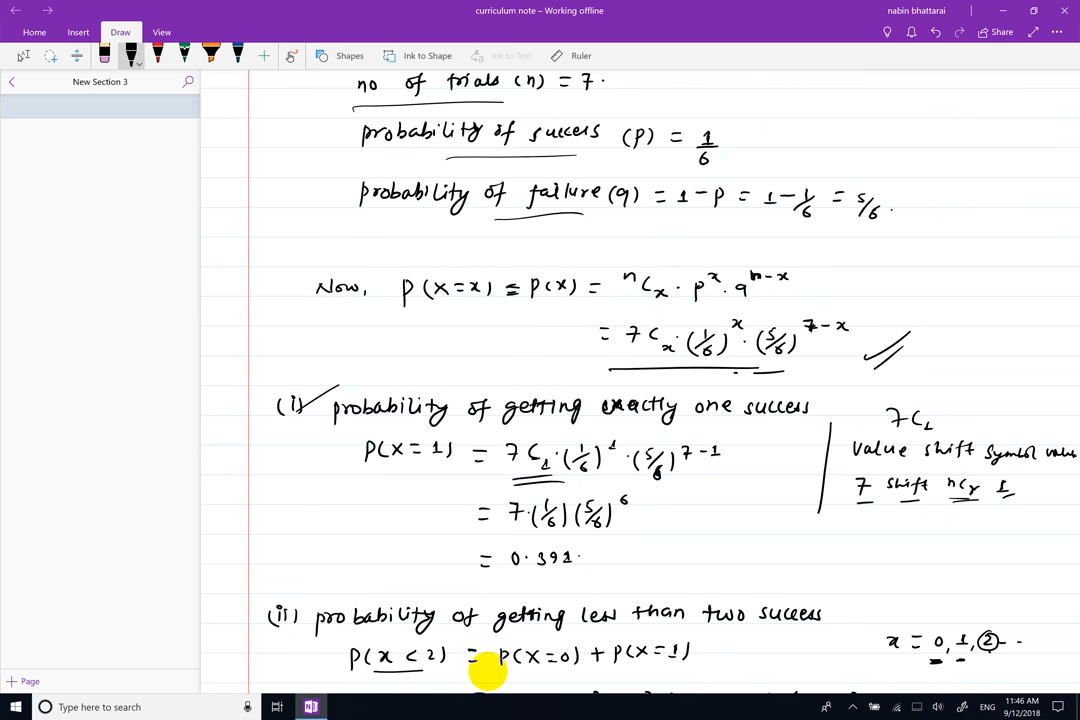 curriculum note – Working offline
nabin bhattarai
Home Insert Draw View
Share
Shapes Ink to Shape Ink to Text Ruler
New Section 3
no of trials (n) = 7.
probability of success (p) = 1/6
probability of failure (q) = 1 - p = 1 - 1/6 = 5/6.
Now, p(X=x) = p(x) = ⁿCₓ · pˣ · qⁿ⁻ˣ
= 7Cₓ · (1/6)ˣ · (5/6)⁷⁻ˣ
(i) probability of getting exactly one success
p(X=1) = 7C₁ · (1/6)¹ · (5/6)⁷⁻¹
7C₁
value shift symbol value
7 shift nCr 1
= 7 · (1/6) (5/6)⁶
= 0.391.
(ii) probability of getting less than two success
p(x < 2) = p(X=0) + p(X=1)
x = 0, 1, 2 - -
Page
Type here to search
ENG
11:46 AM
9/12/2018